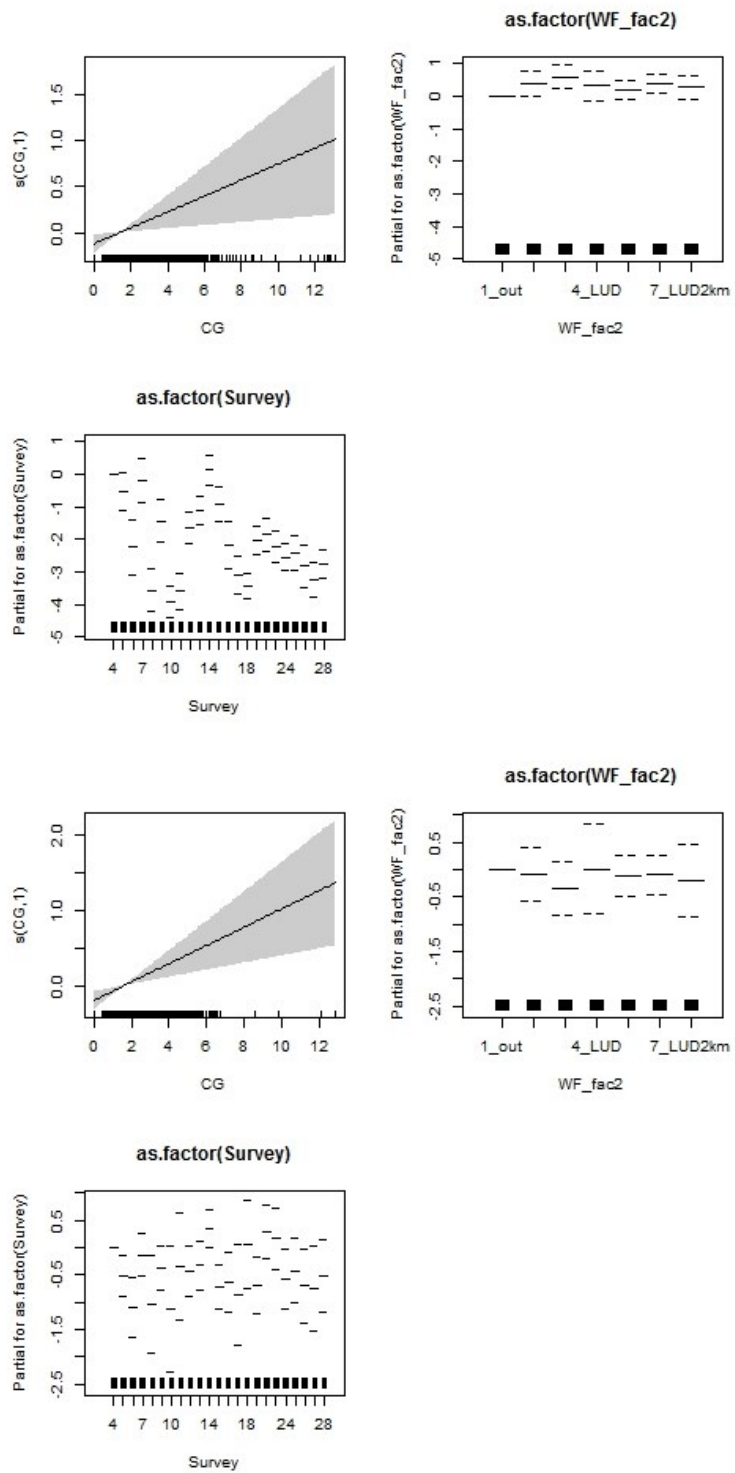 s(CG,1)
1.5
1.0
0.5
0.0
0 2 4 6 8 10 12
CG
as.factor(WF_fac2)
Partial for as.factor(WF_fac2)
1
0
-1
-2
-3
-4
-5
1_out 4_LUD 7_LUD2km
WF_fac2
as.factor(Survey)
Partial for as.factor(Survey)
1
0
-1
-2
-3
-4
-5
4 7 10 14 18 24 28
Survey
s(CG,1)
2.0
1.0
0.0
0 2 4 6 8 10 12
CG
as.factor(WF_fac2)
Partial for as.factor(WF_fac2)
0.5
-0.5
-1.5
-2.5
1_out 4_LUD 7_LUD2km
WF_fac2
as.factor(Survey)
Partial for as.factor(Survey)
0.5
-0.5
-1.5
-2.5
4 7 10 14 18 24 28
Survey